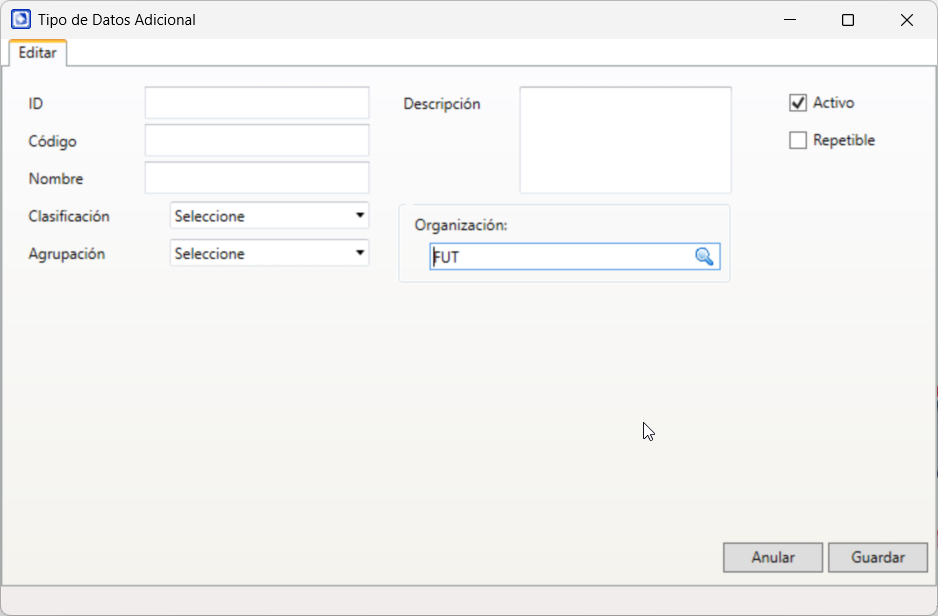 Tipo de Datos Adicional
Editar
ID
Código
Nombre
Clasificación
Seleccione
Agrupación
Seleccione
Descripción
Organización:
FUT
Activo
Repetible
Anular
Guardar